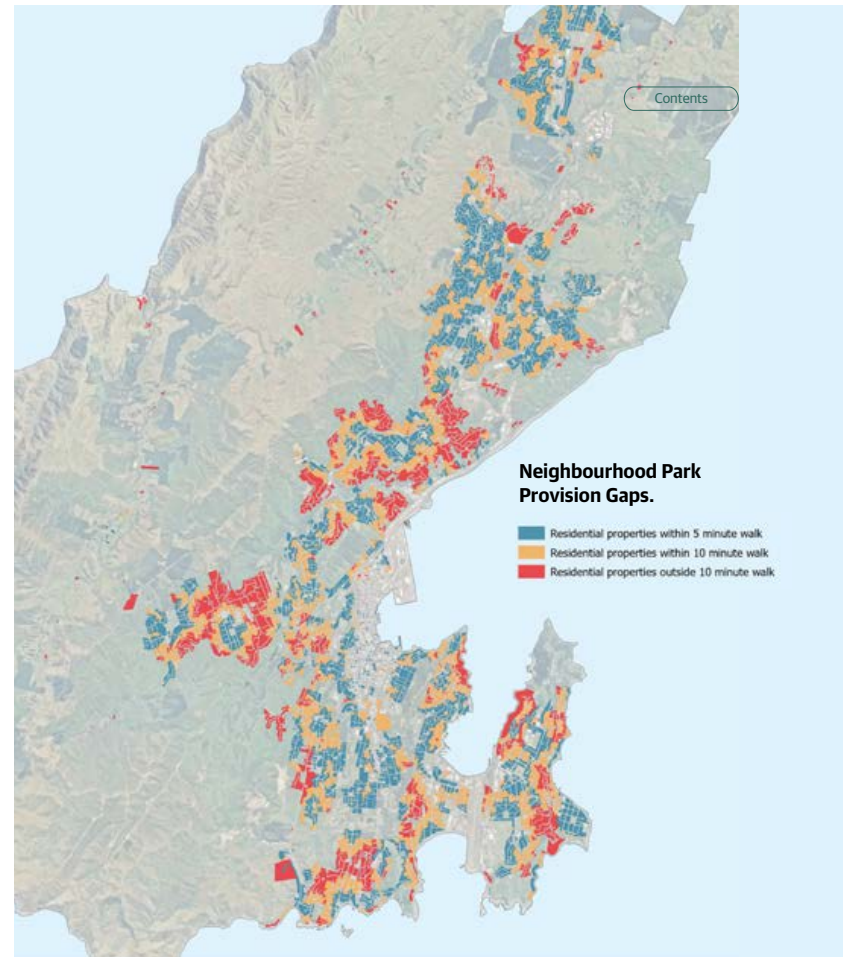 Contents
Neighbourhood Park
Provision Gaps.
Residential properties within 5 minute walk
Residential properties within 10 minute walk
Residential properties outside 10 minute walk